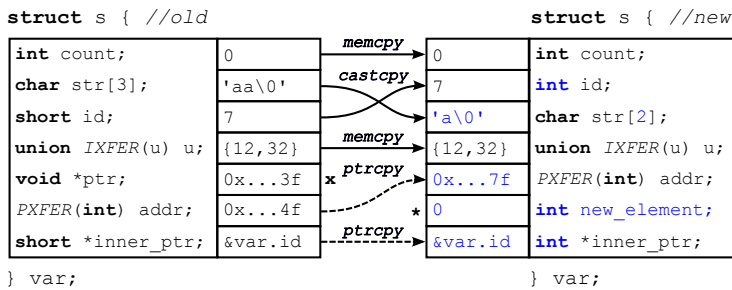 struct s { //old struct s { //new
int count; 0 memcpy 0 int count;
char str[3]; 'aa\0' castcpy 7 int id;
short id; 7 'a\0' char str[2];
union IXFER(u) u; {12,32} memcpy {12,32} union IXFER(u) u;
void *ptr; 0x...3f x ptrcpy 0x...7f PXFER(int) addr;
PXFER(int) addr; 0x...4f * 0 int new_element;
short *inner_ptr; &var.id ptrcpy &var.id int *inner_ptr;
} var; } var;